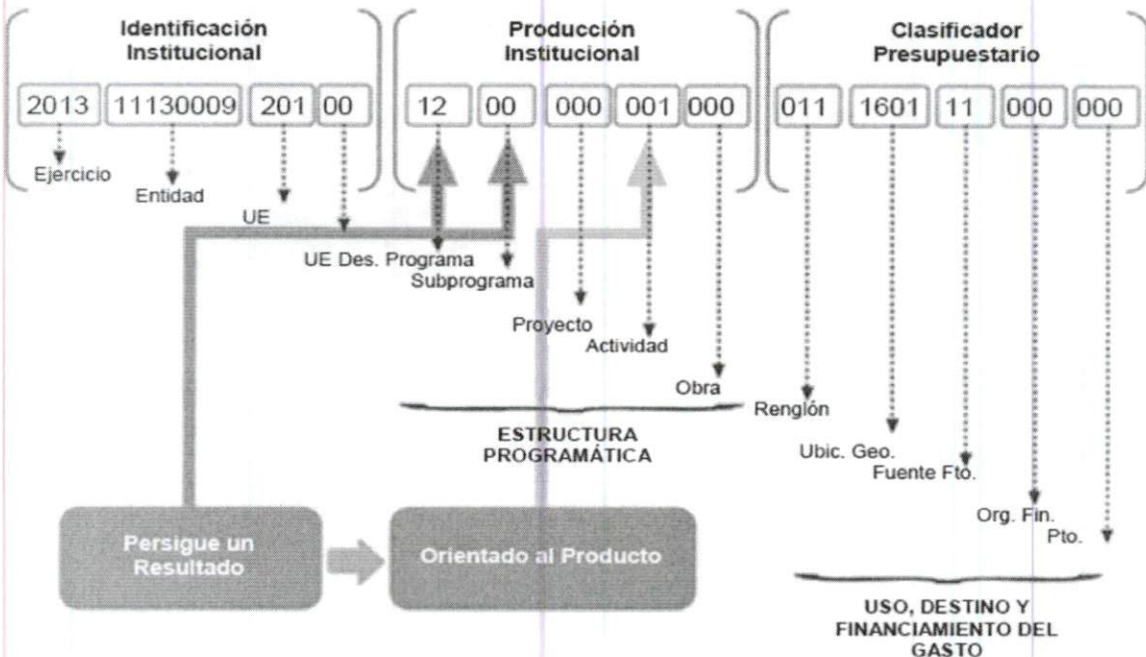 Identificación
Institucional
Producción
Institucional
Clasificador
Presupuestario
2013 11130009 201 00 12 00 000 001 000 011 1601 11 000 000
Ejercicio
Entidad
UE
UE Des. Programa
Subprograma
Proyecto
Actividad
Obra
Renglón
Ubic. Geo.
Fuente Fto.
Org. Fin.
Pto.
ESTRUCTURA
PROGRAMÁTICA
Persigue un
Resultado
Orientado al Producto
USO, DESTINO Y
FINANCIAMIENTO DEL
GASTO